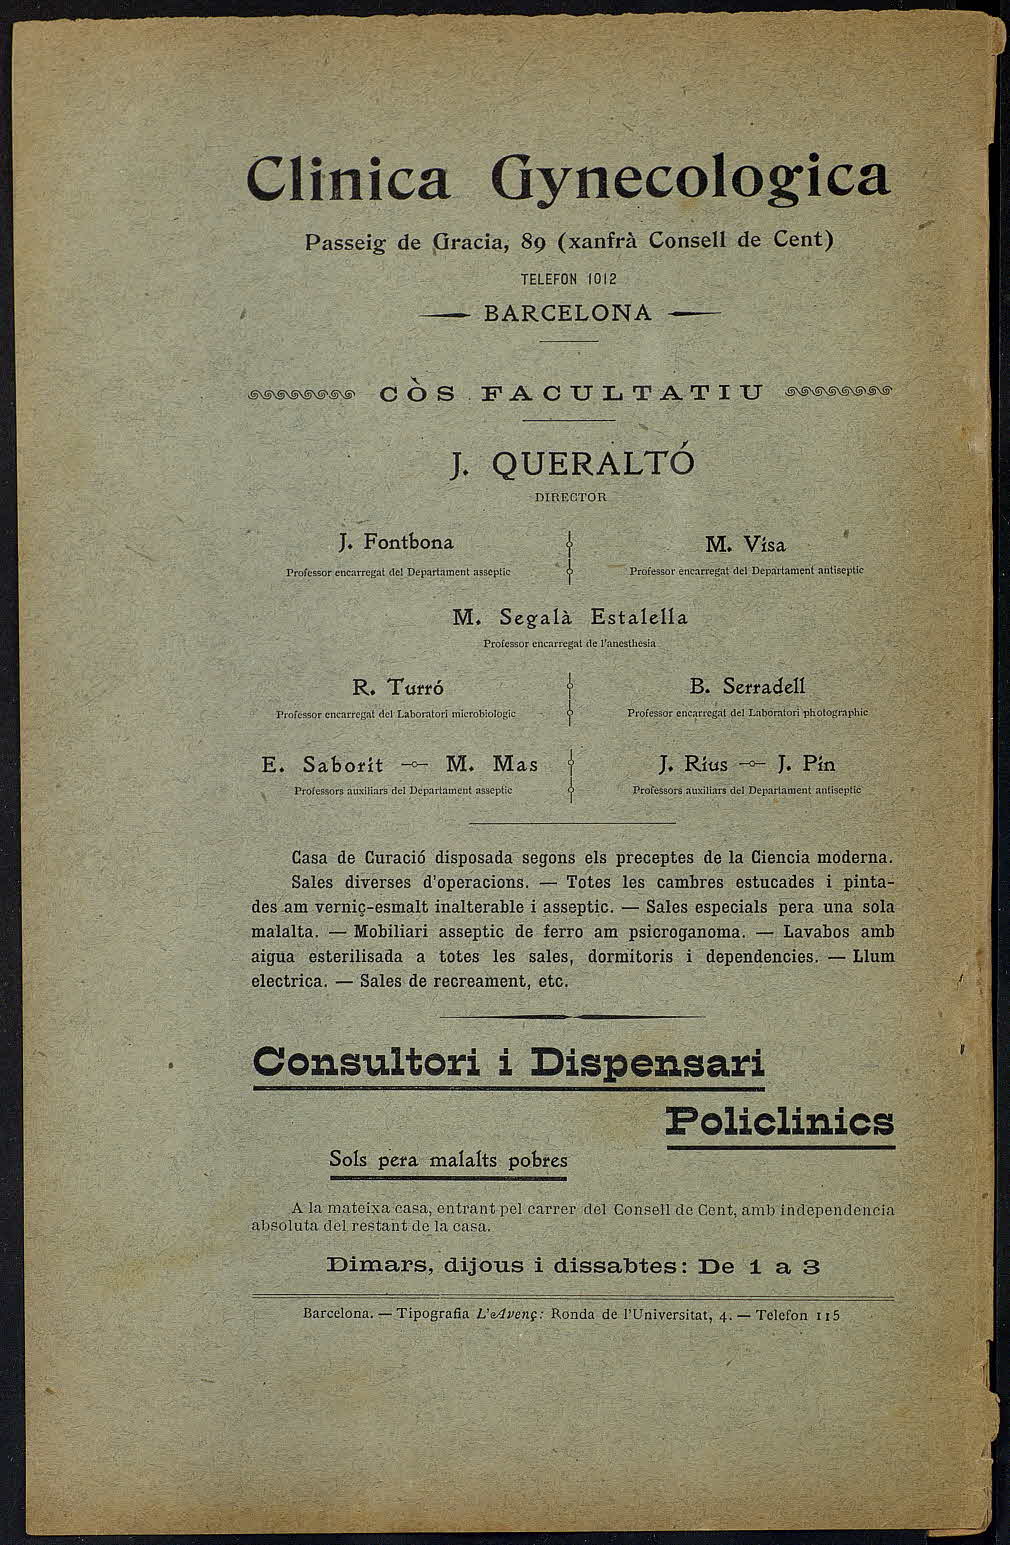 Clinica Gynecologica
Passeig de Gracia, 89 (xanfrà Consell de Cent)
TELEFON 1012
BARCELONA
CÒS FACULTATIU
J. QUERALTÓ
DIRECTOR
J. Fontbona
Professor encarregat del Departament asseptic
M. Visa
Professor encarregat del Departament antiseptic
M. Segalà Estalella
Professor encarregat de l'anesthesia
R. Turró
Professor encarregat del Laboratori microbiologic
B. Serradell
Professor encarregat del Laboratori photographic
E. Saborit — M. Mas
Professors auxiliars del Departament asseptic
J. Rius — J. Pin
Professors auxiliars del Departament antiseptic
Casa de Curació disposada segons els preceptes de la Ciencia moderna.
Sales diverses d'operacions. — Totes les cambres estucades i pinta-
des am verniç-esmalt inalterable i asseptic. — Sales especials pera una sola
malalta. — Mobiliari asseptic de ferro am psicroganoma. — Lavabos amb
aigua esterilisada a totes les sales, dormitoris i dependencies. — Llum
electrica. — Sales de recreament, etc.
Consultori i Dispensari
Policlinics
Sols pera malalts pobres
A la mateixa casa, entrant pel carrer del Consell de Cent, amb independencia
absoluta del restant de la casa.
Dimars, dijous i dissabtes: De 1 a 3
Barcelona. — Tipografia L'Avenç: Ronda de l'Universitat, 4. — Telefon 115